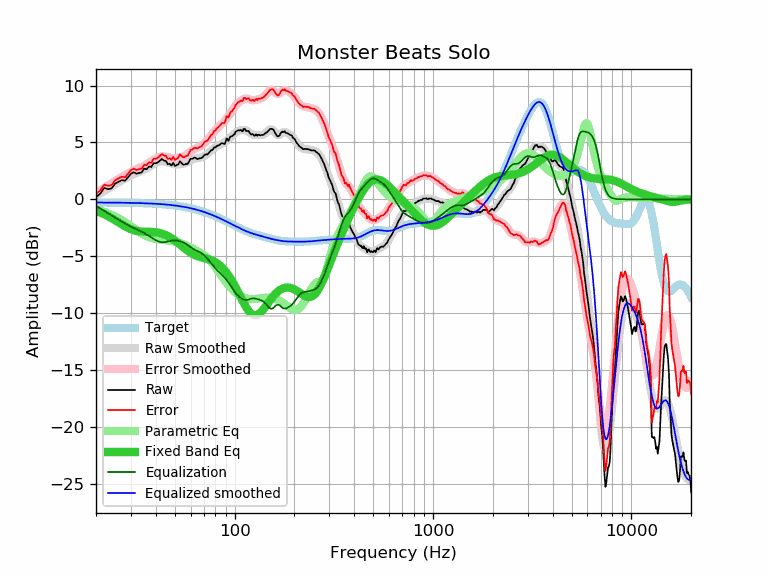 Monster Beats Solo
10
5
0
−5
−10
−15
−20
−25
Amplitude (dBr)
Target
Raw Smoothed
Error Smoothed
Raw
Error
Parametric Eq
Fixed Band Eq
Equalization
Equalized smoothed
100
1000
10000
Frequency (Hz)